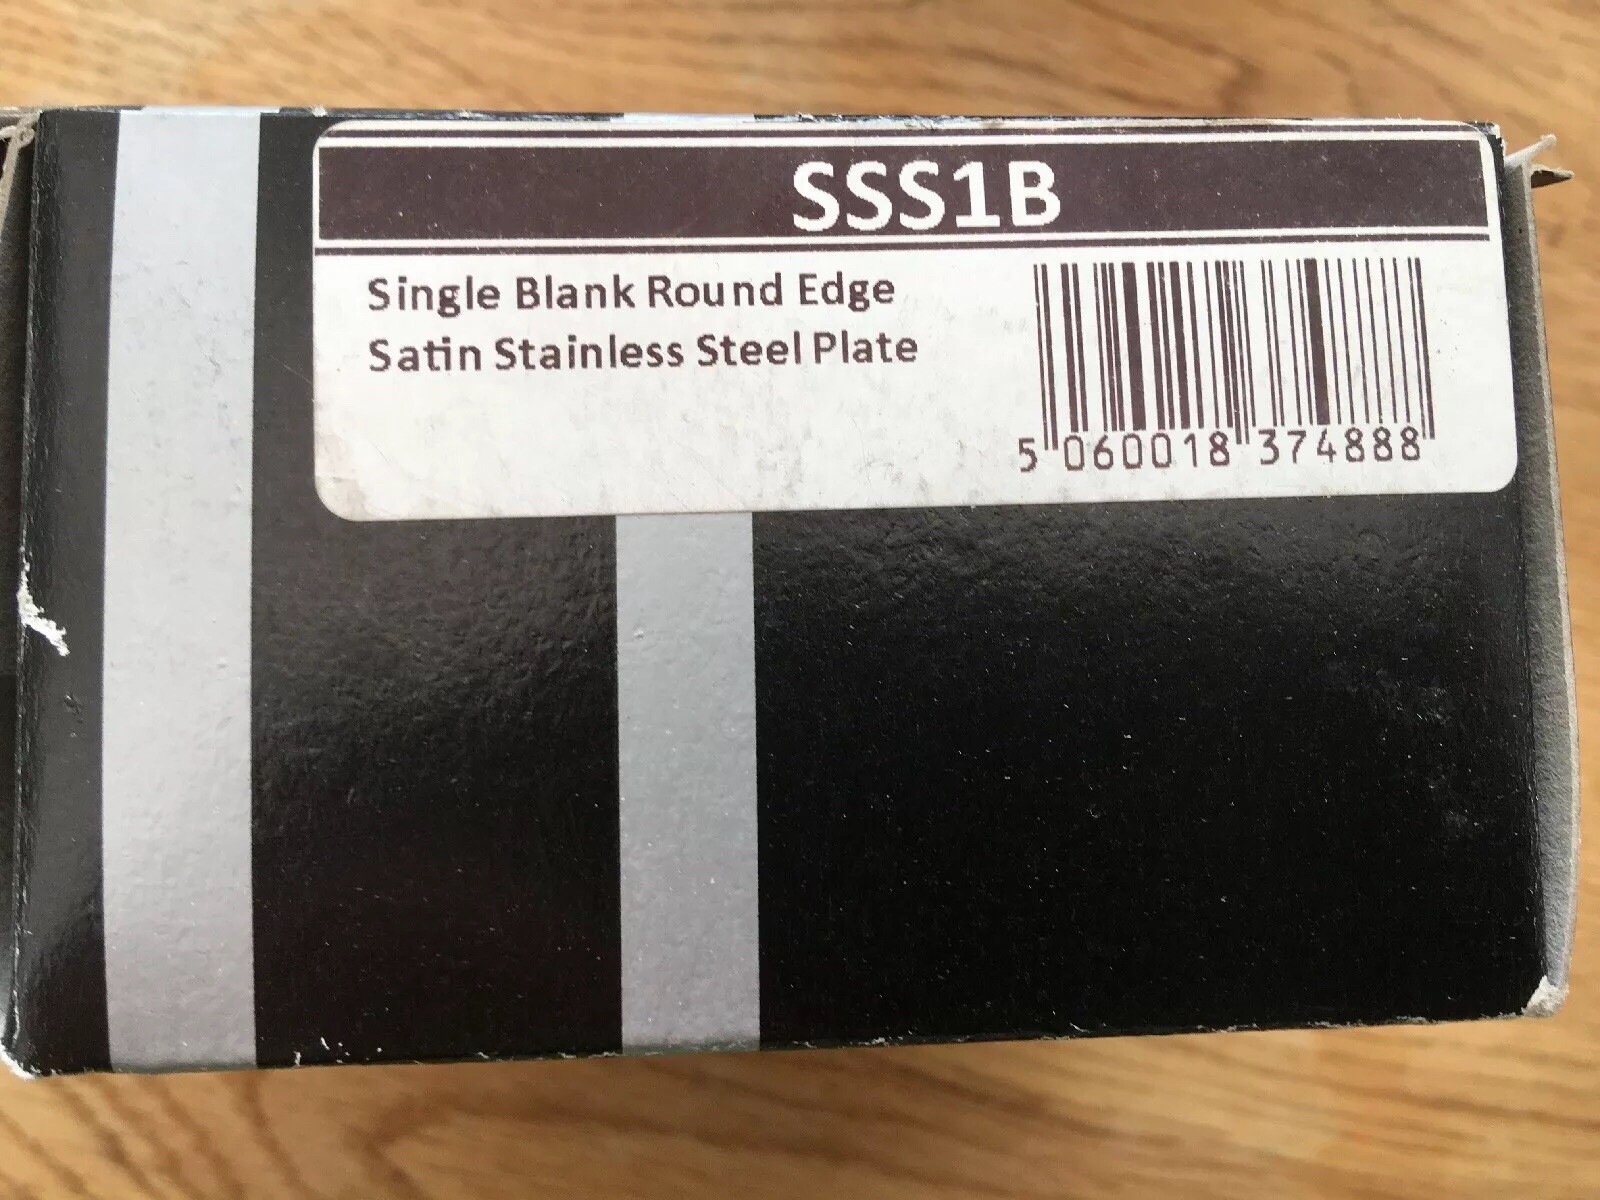 SSS1B
Single Blank Round Edge
Satin Stainless Steel Plate
5 060018 374888